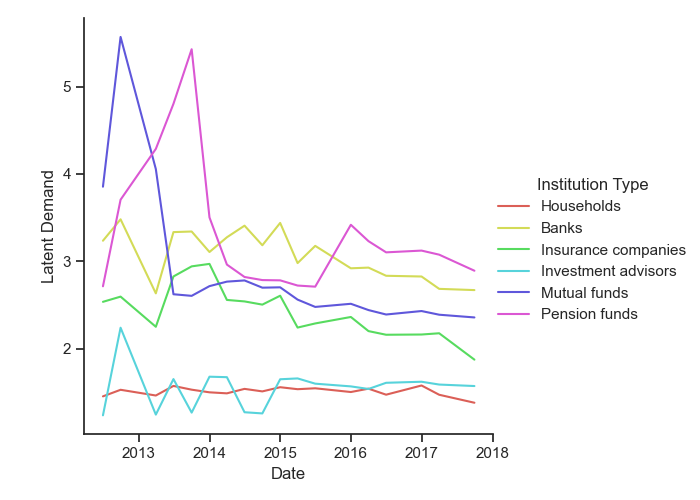 5
4
3
2
Latent Demand
2013 2014 2015 2016 2017 2018
Date
Institution Type
Households
Banks
Insurance companies
Investment advisors
Mutual funds
Pension funds